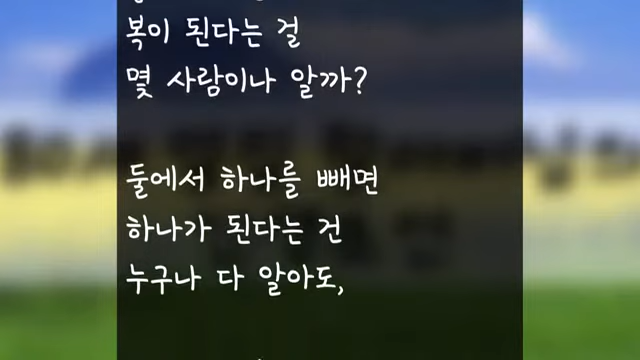 복이 된다는 걸
몇 사람이나 알까?
둘에서 하나를 빼면
하나가 된다는 건
누구나 다 알아도,